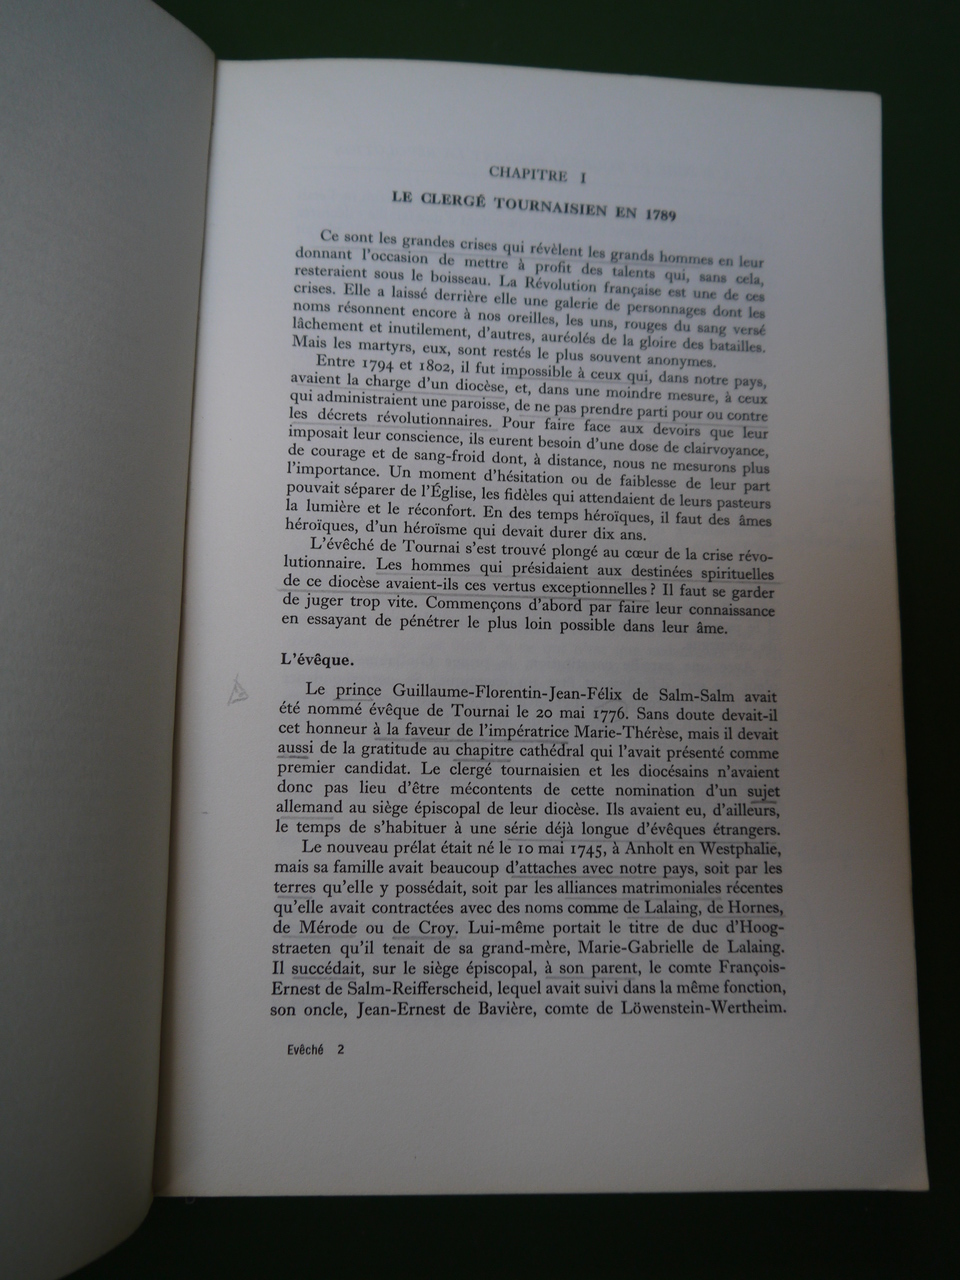 CHAPITRE I
LE CLERGÉ TOURNAISIEN EN 1789
Ce sont les grandes crises qui révèlent les grands hommes en leur
donnant l'occasion de mettre à profit des talents qui, sans cela,
resteraient sous le boisseau. La Révolution française est une de ces
crises. Elle a laissé derrière elle une galerie de personnages dont les
noms résonnent encore à nos oreilles, les uns, rouges du sang versé
lâchement et inutilement, d'autres, auréolés de la gloire des batailles.
Mais les martyrs, eux, sont restés le plus souvent anonymes.
Entre 1794 et 1802, il fut impossible à ceux qui, dans notre pays,
avaient la charge d'un diocèse, et, dans une moindre mesure, à ceux
qui administraient une paroisse, de ne pas prendre parti pour ou contre
les décrets révolutionnaires. Pour faire face aux devoirs que leur
imposait leur conscience, ils eurent besoin d'une dose de clairvoyance,
de courage et de sang-froid dont, à distance, nous ne mesurons plus
l'importance. Un moment d'hésitation ou de faiblesse de leur part
pouvait séparer de l'Église, les fidèles qui attendaient de leurs pasteurs
la lumière et le réconfort. En des temps héroïques, il faut des âmes
héroïques, d'un héroïsme qui devait durer dix ans.
L'évêché de Tournai s'est trouvé plongé au cœur de la crise révo-
lutionnaire. Les hommes qui présidaient aux destinées spirituelles
de ce diocèse avaient-ils ces vertus exceptionnelles ? Il faut se garder
de juger trop vite. Commençons d'abord par faire leur connaissance
en essayant de pénétrer le plus loin possible dans leur âme.
L'évêque.
Le prince Guillaume-Florentin-Jean-Félix de Salm-Salm avait
été nommé évêque de Tournai le 20 mai 1776. Sans doute devait-il
cet honneur à la faveur de l'impératrice Marie-Thérèse, mais il devait
aussi de la gratitude au chapitre cathédral qui l'avait présenté comme
premier candidat. Le clergé tournaisien et les diocésains n'avaient
donc pas lieu d'être mécontents de cette nomination d'un sujet
allemand au siège épiscopal de leur diocèse. Ils avaient eu, d'ailleurs,
le temps de s'habituer à une série déjà longue d'évêques étrangers.
Le nouveau prélat était né le 10 mai 1745, à Anholt en Westphalie,
mais sa famille avait beaucoup d'attaches avec notre pays, soit par les
terres qu'elle y possédait, soit par les alliances matrimoniales récentes
qu'elle avait contractées avec des noms comme de Lalaing, de Hornes,
de Mérode ou de Croy. Lui-même portait le titre de duc d'Hoog-
straeten qu'il tenait de sa grand-mère, Marie-Gabrielle de Lalaing.
Il succédait, sur le siège épiscopal, à son parent, le comte François-
Ernest de Salm-Reifferscheid, lequel avait suivi dans la même fonction,
son oncle, Jean-Ernest de Bavière, comte de Löwenstein-Wertheim.
Evêché 2